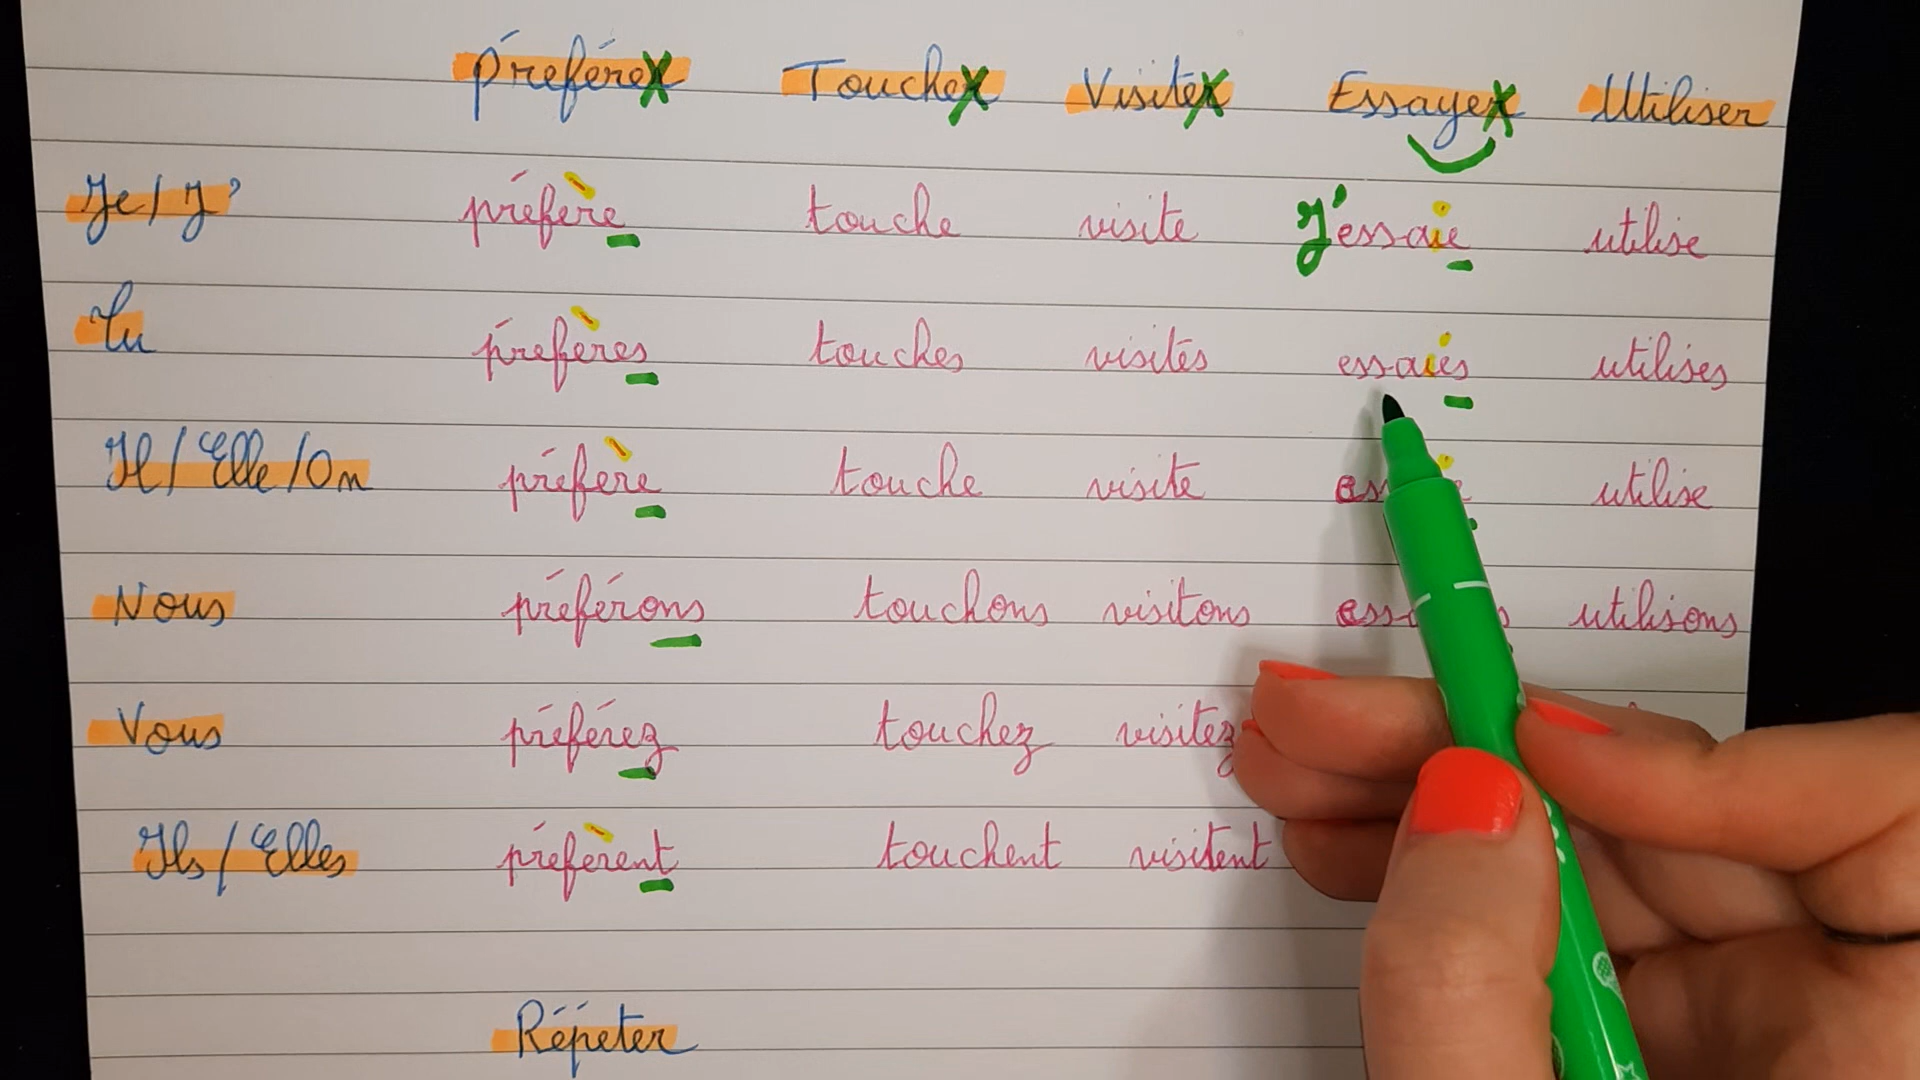 Préférer Toucher Visiter Essayer Utiliser
Je / J' préfère touche visite J'essaie utilise
Tu préfères touches visites essaies utilises
Il / Elle / On préfère touche visite utilise
Nous préférons touchons visitons utilisons
Vous préférez touchez visitez
Ils / Elles préfèrent touchent visitent
Répéter